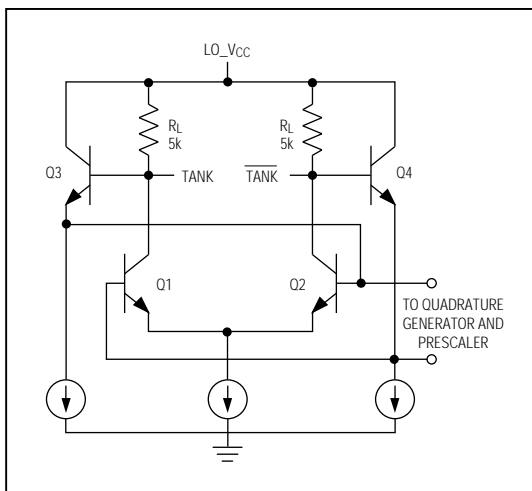 LO_VCC
RL
5k
RL
5k
Q3
TANK
TANK
Q4
Q1
Q2
TO QUADRATURE
GENERATOR AND
PRESCALER